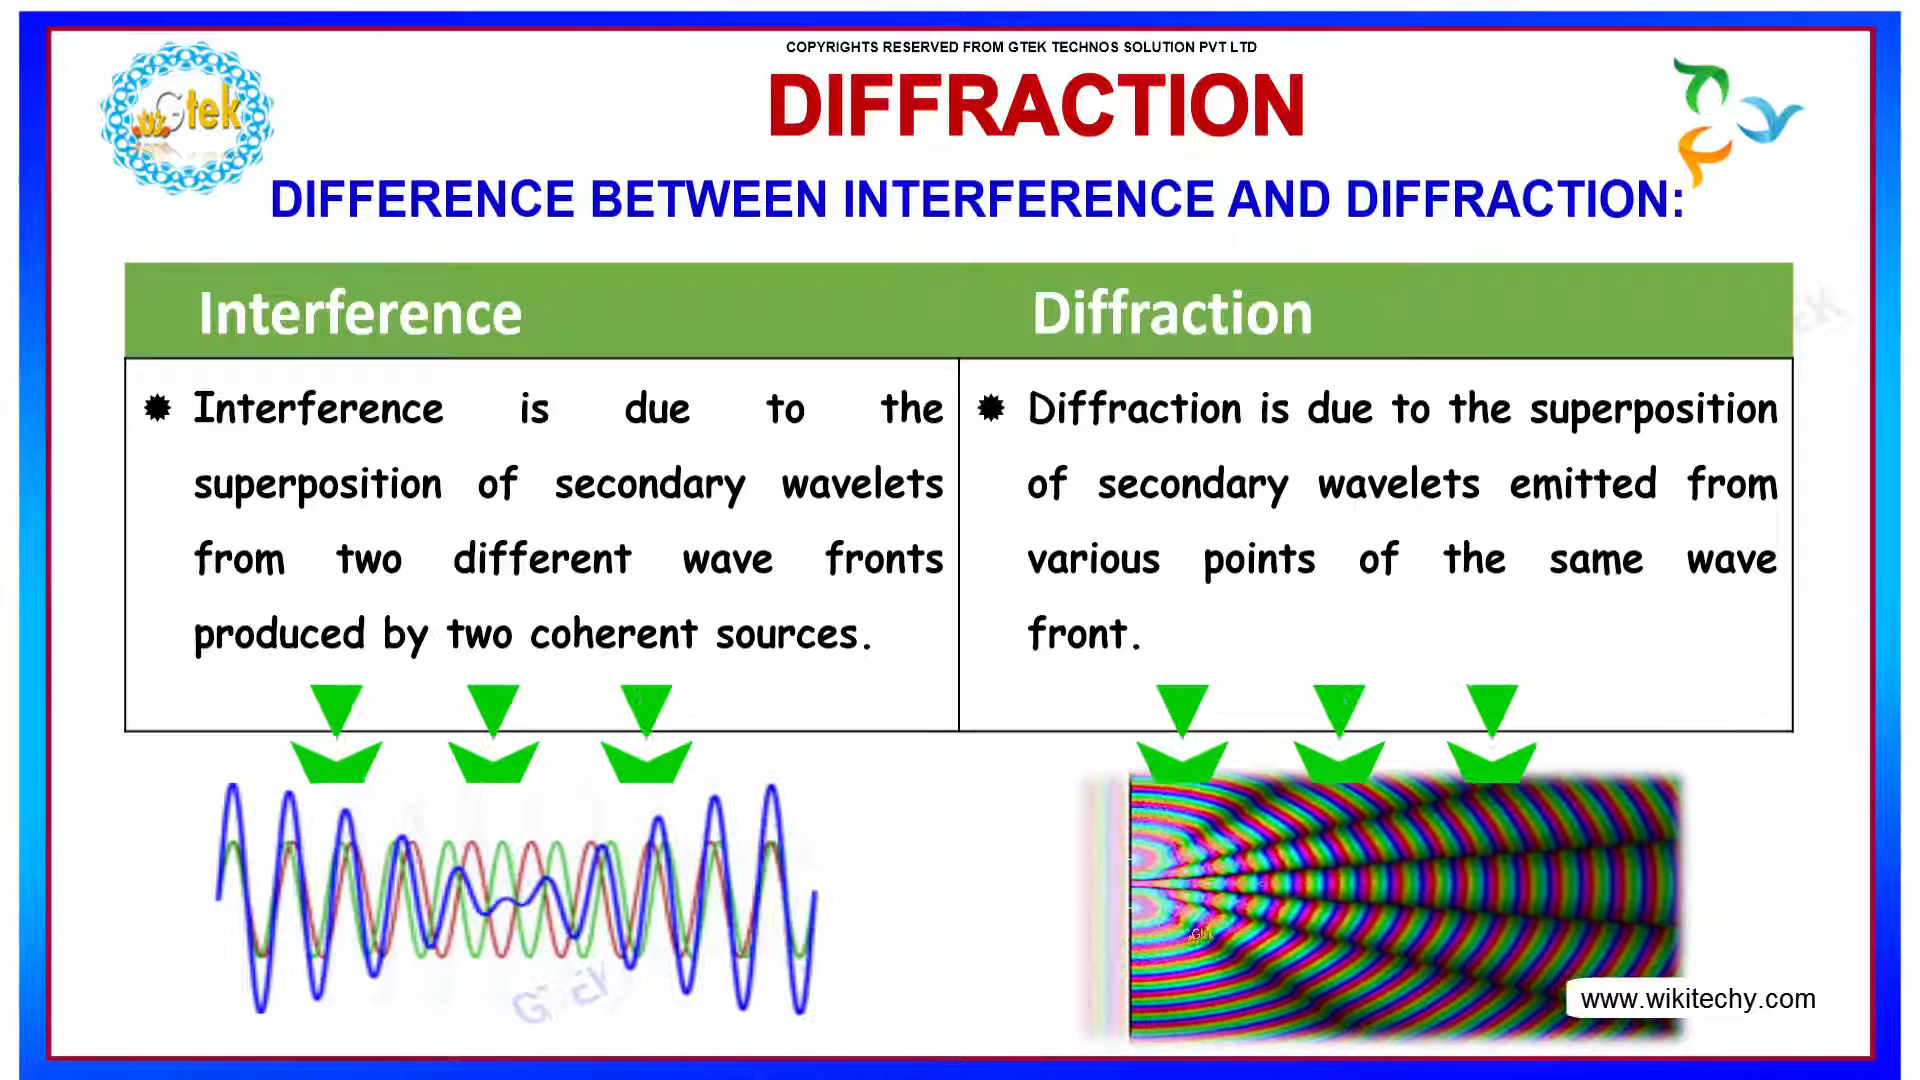 COPYRIGHTS RESERVED FROM GTEK TECHNOS SOLUTION PVT LTD
Gtek
DIFFRACTION
DIFFERENCE BETWEEN INTERFERENCE AND DIFFRACTION:
Interference
Diffraction
Interference is due to the
superposition of secondary wavelets
from two different wave fronts
produced by two coherent sources.
Diffraction is due to the superposition
of secondary wavelets emitted from
various points of the same wave
front.
www.wikitechy.com